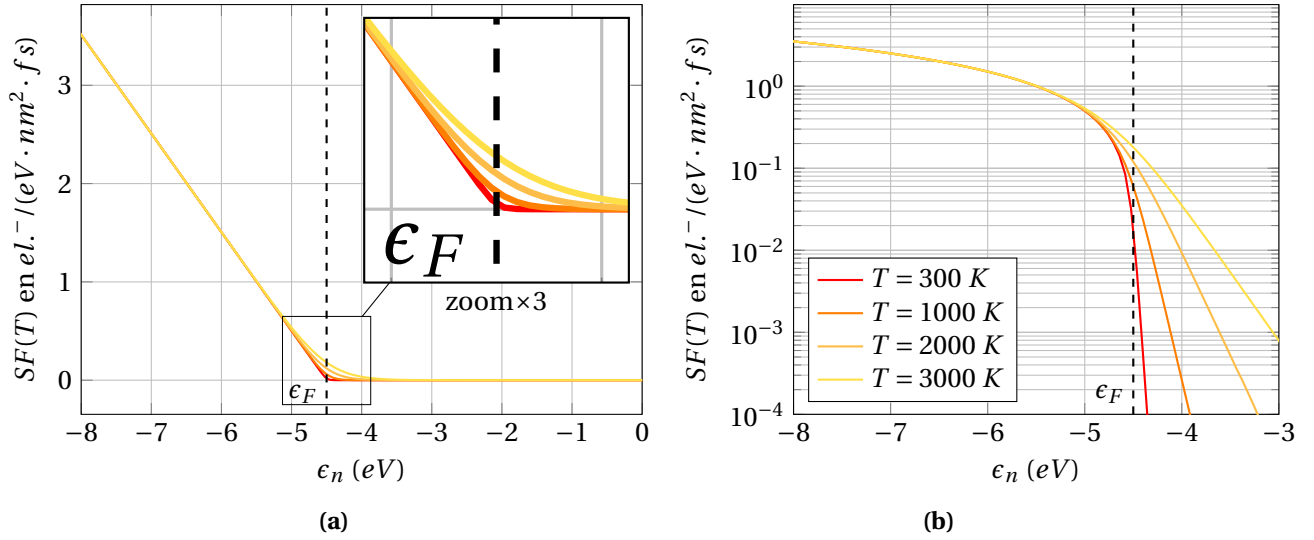 SF(T) en el.⁻/(eV · nm² · fs)
3
2
1
0
ϵF
zoom×3
ϵF
−8 −7 −6 −5 −4 −3 −2 −1 0
ϵn (eV)
(a)
SF(T) en el.⁻/(eV · nm² · fs)
10⁰
10⁻¹
10⁻²
10⁻³
10⁻⁴
T = 300 K
T = 1000 K
T = 2000 K
T = 3000 K
ϵF
−8 −7 −6 −5 −4 −3
ϵn (eV)
(b)